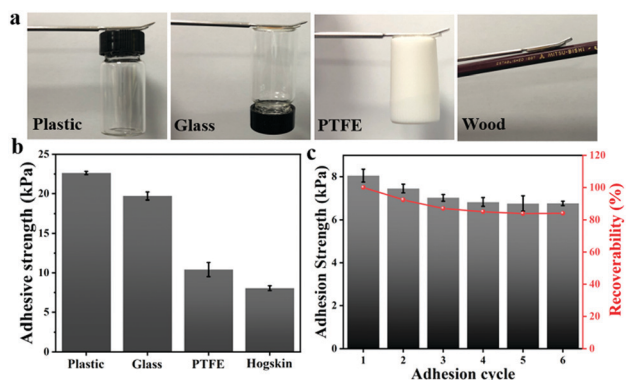 a
Plastic
Glass
PTFE
Wood
MITSU-BISHI
b
Adhesive strength (kPa)
25
20
15
10
5
0
Plastic
Glass
PTFE
Hogskin
c
Adhesion Strength (kPa)
8
6
4
2
0
1
2
3
4
5
6
Adhesion cycle
120
100
80
60
40
20
0
Recoverability (%)